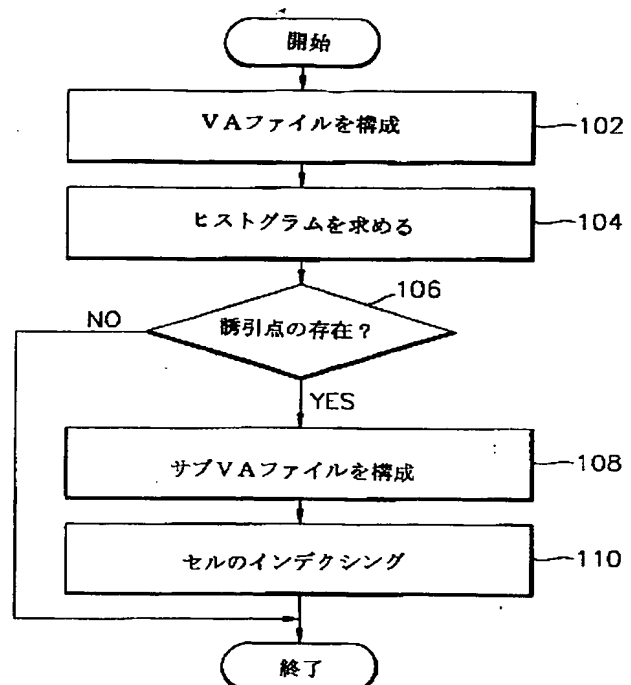 開始
VAファイルを構成
102
ヒストグラムを求める
104
106
誘引点の存在？
NO
YES
サブVAファイルを構成
108
セルのインデクシング
110
終了